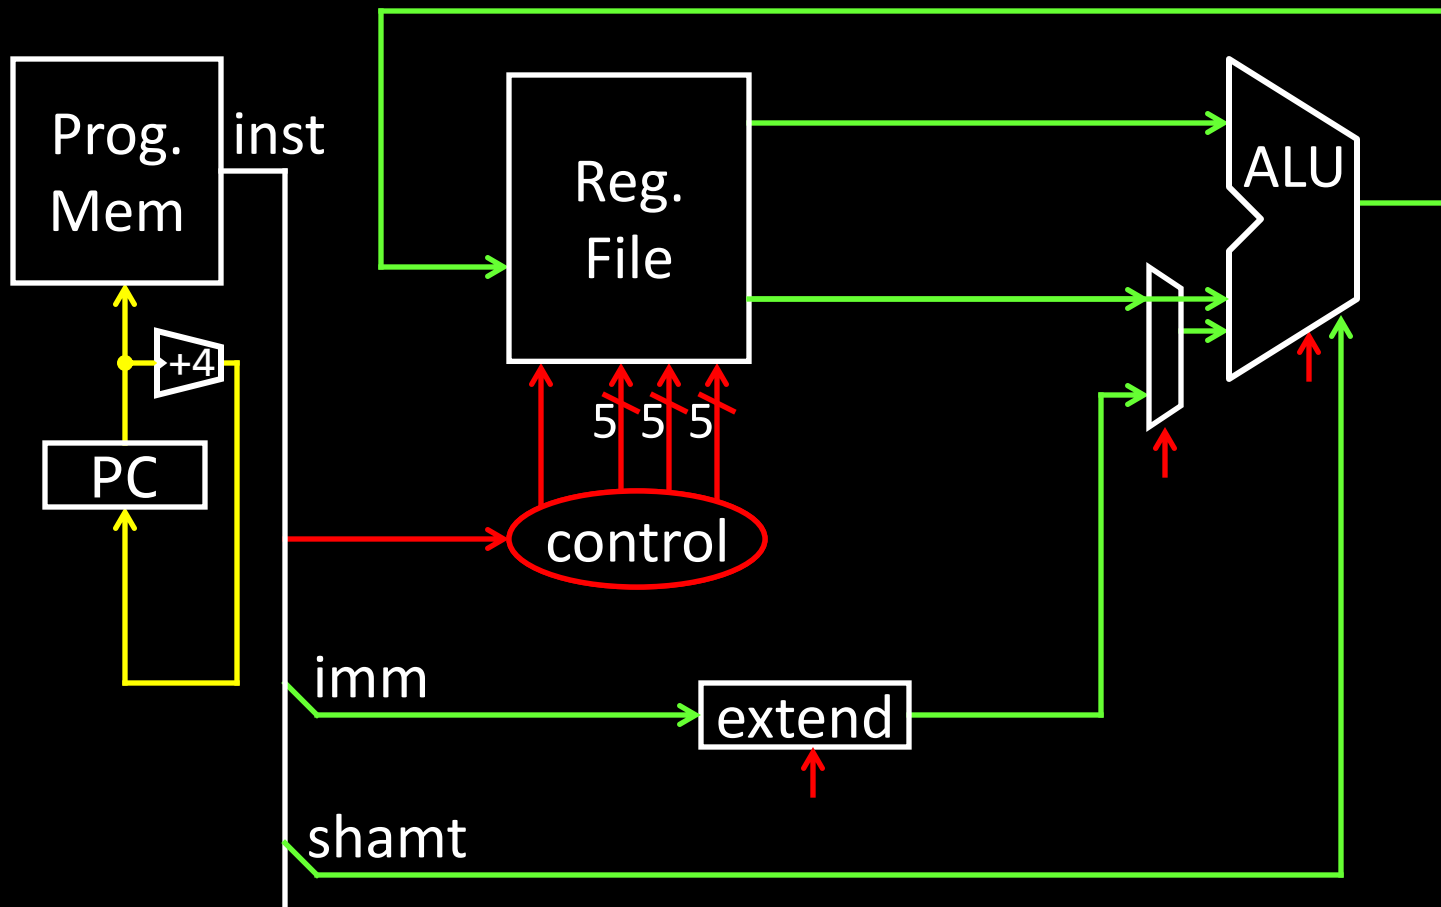 Prog.
Mem
inst
Reg.
File
ALU
+4
5 5 5
PC
control
imm
extend
shamt